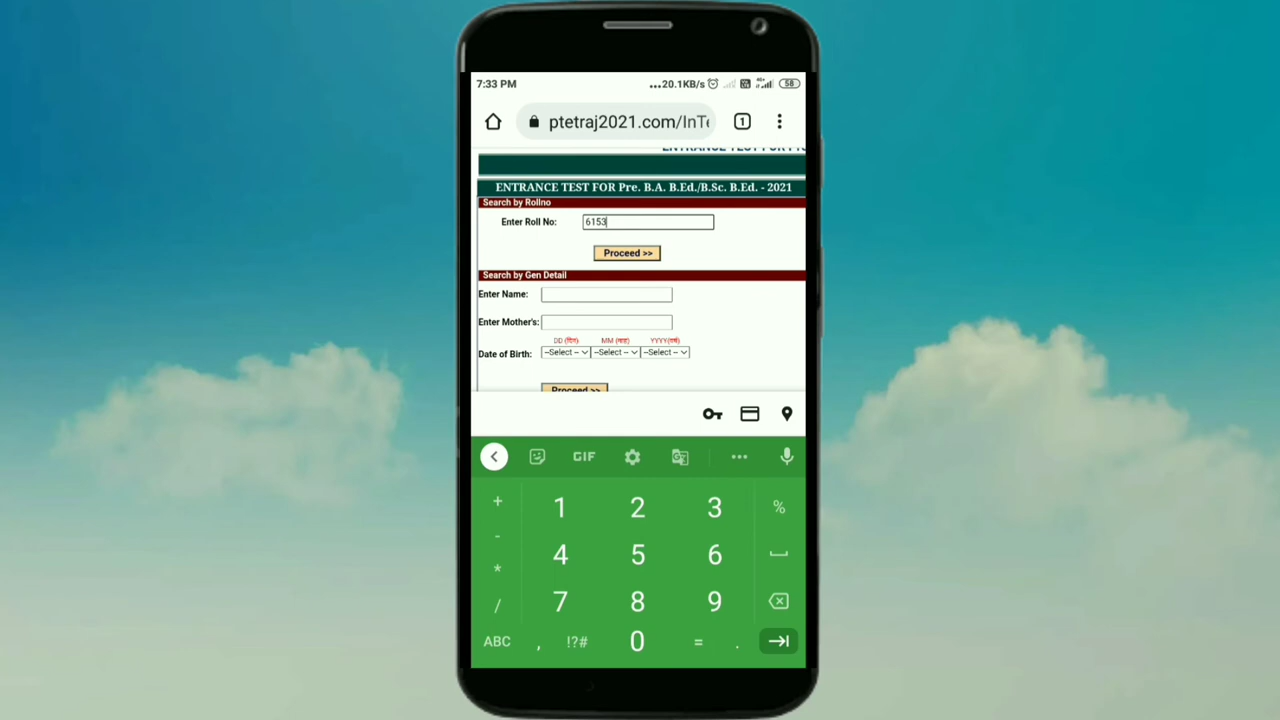 7:33 PM
...20.1KB/s
58
ptetraj2021.com/InTe
1
ENTRANCE TEST FOR Pre. B.A. B.Ed./B.Sc. B.Ed. - 2021
Search by Rollno
Enter Roll No: 6153
Proceed >>
Search by Gen Detail
Enter Name:
Enter Mother's:
DD (दिन) MM (माह) YYYY(वर्ष)
Date of Birth: --Select -- --Select -- --Select --
Proceed >>
GIF
+ 1 2 3 %
- 4 5 6
*
/ 7 8 9
ABC , !?# 0 = .